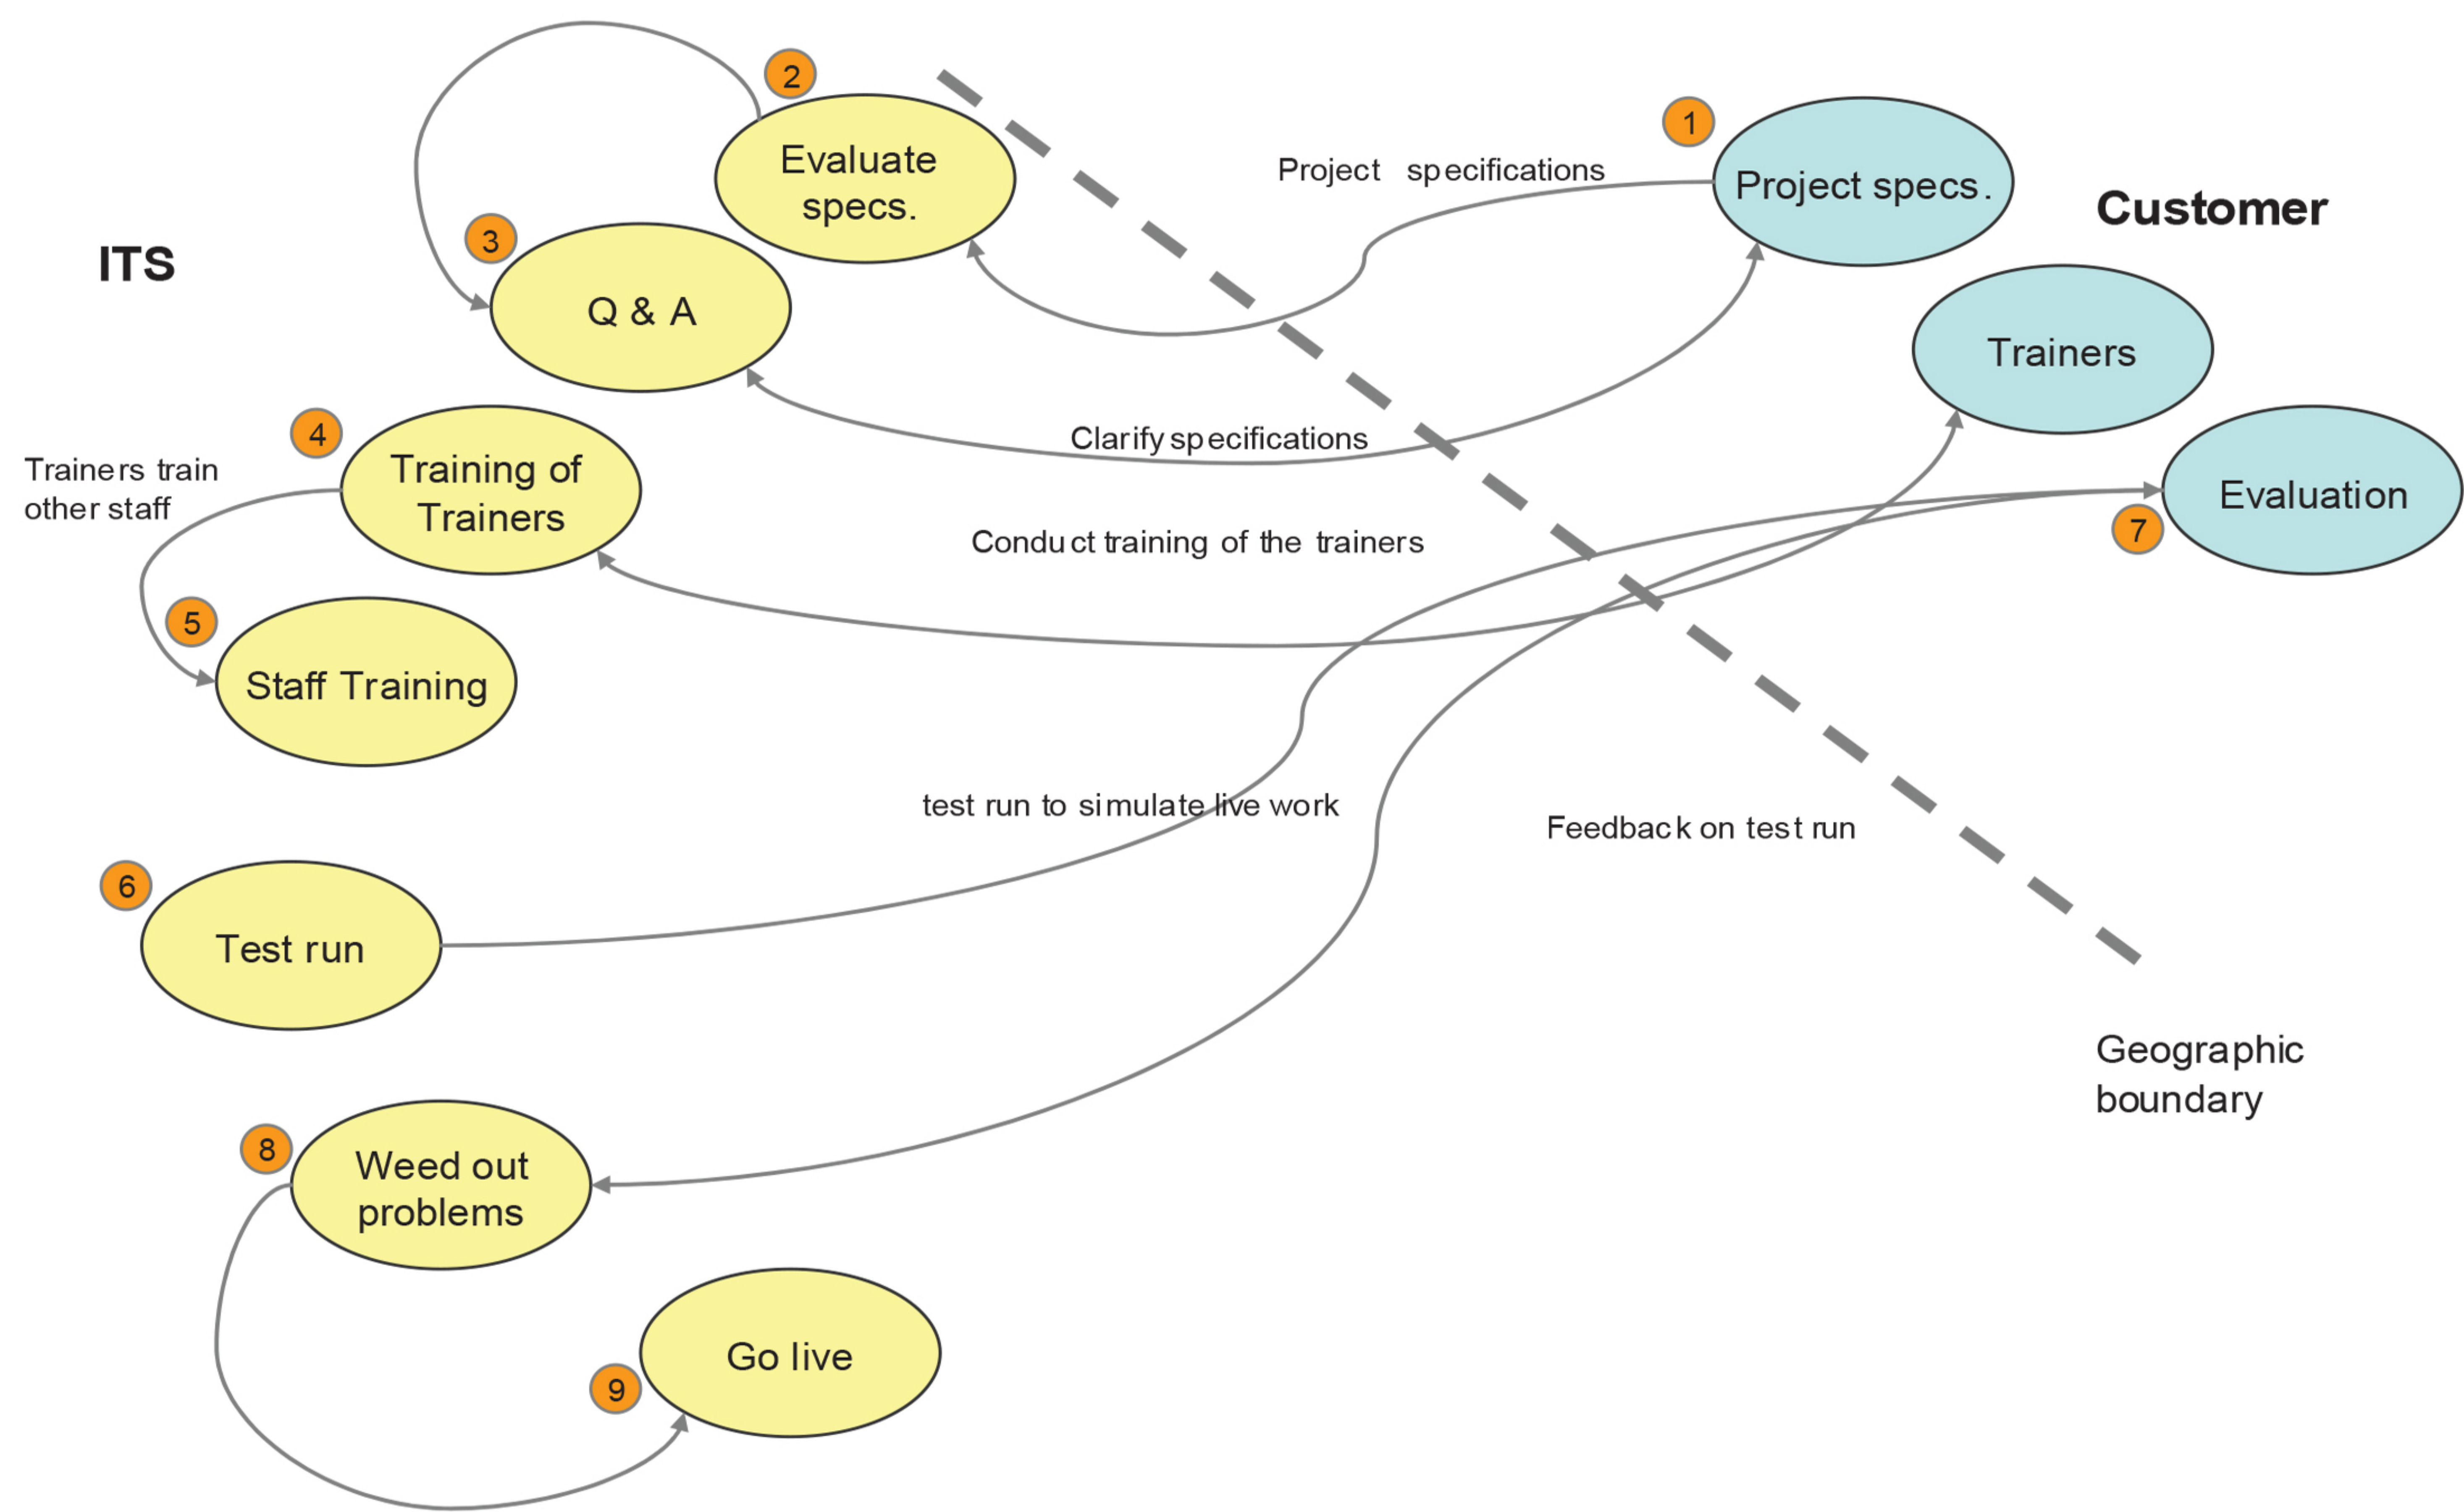 2
1
Evaluate
specs.
Project specifications
Project specs.
Customer
3
ITS
Q & A
Trainers
4
Clarify specifications
Trainers train
other staff
Training of
Trainers
Evaluation
7
Conduct training of the trainers
5
Staff Training
test run to simulate live work
Feedback on test run
6
Test run
Geographic
boundary
8
Weed out
problems
Go live
9